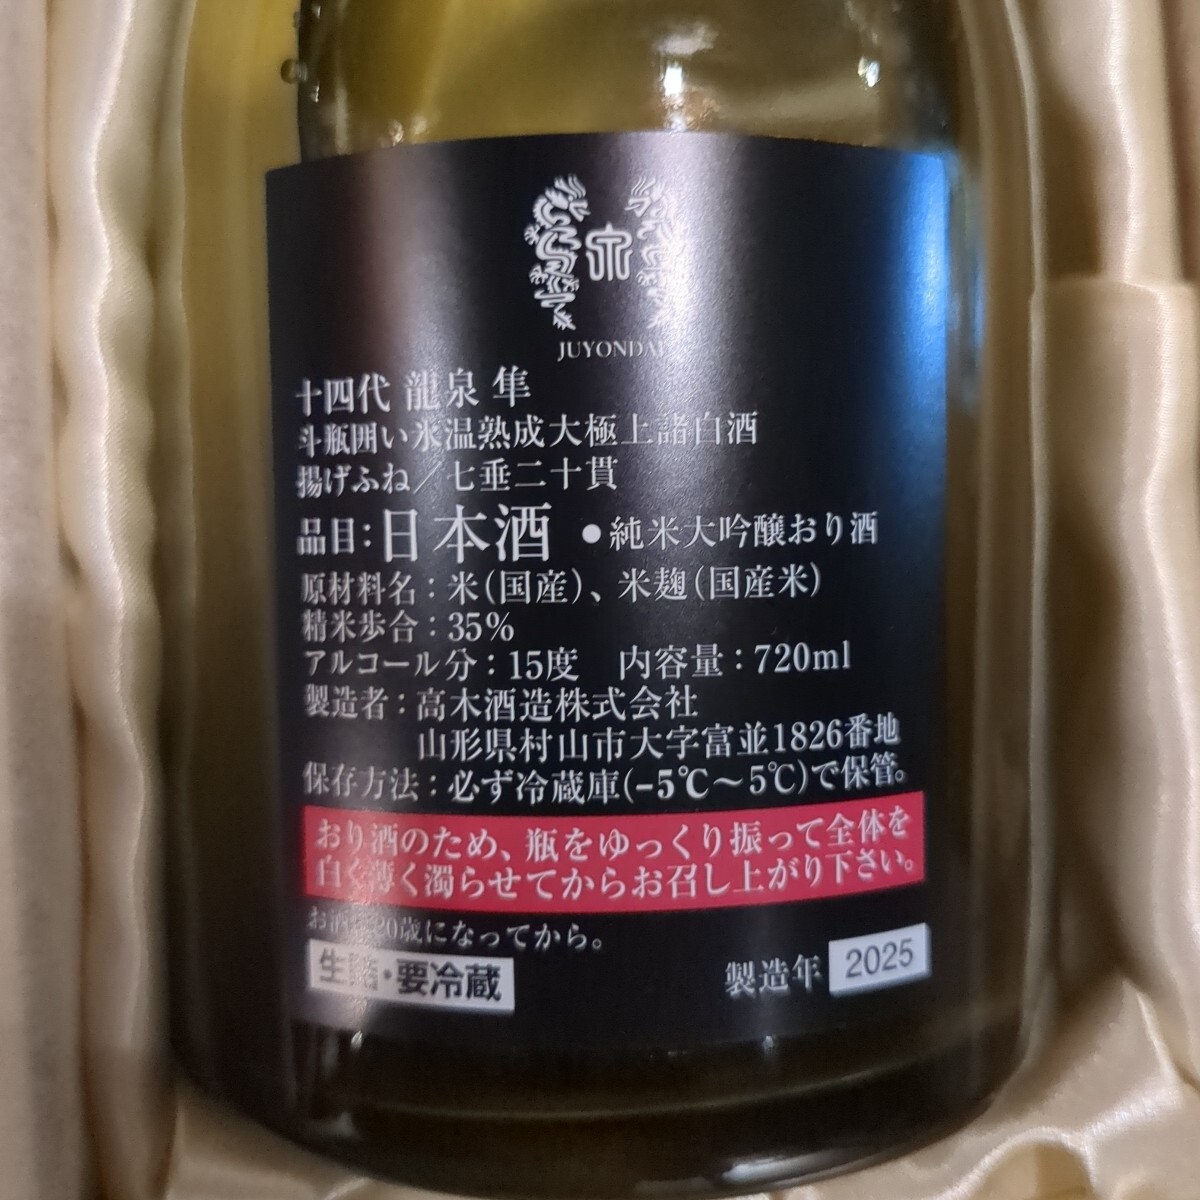 JUYONDAI
十四代 龍泉 隼
斗瓶囲い氷温熟成大極上諸白酒
揚げふね／七垂二十貫
品目：日本酒 ●純米大吟醸おり酒
原材料名：米(国産)、米麹(国産米)
精米歩合：35%
アルコール分：15度 内容量：720ml
製造者：高木酒造株式会社
山形県村山市大字富並1826番地
保存方法：必ず冷蔵庫(−5℃〜5℃)で保管。
おり酒のため、瓶をゆっくり振って全体を
白く薄く濁らせてからお召し上がり下さい。
お酒は20歳になってから。
生詰・要冷蔵
製造年 2025